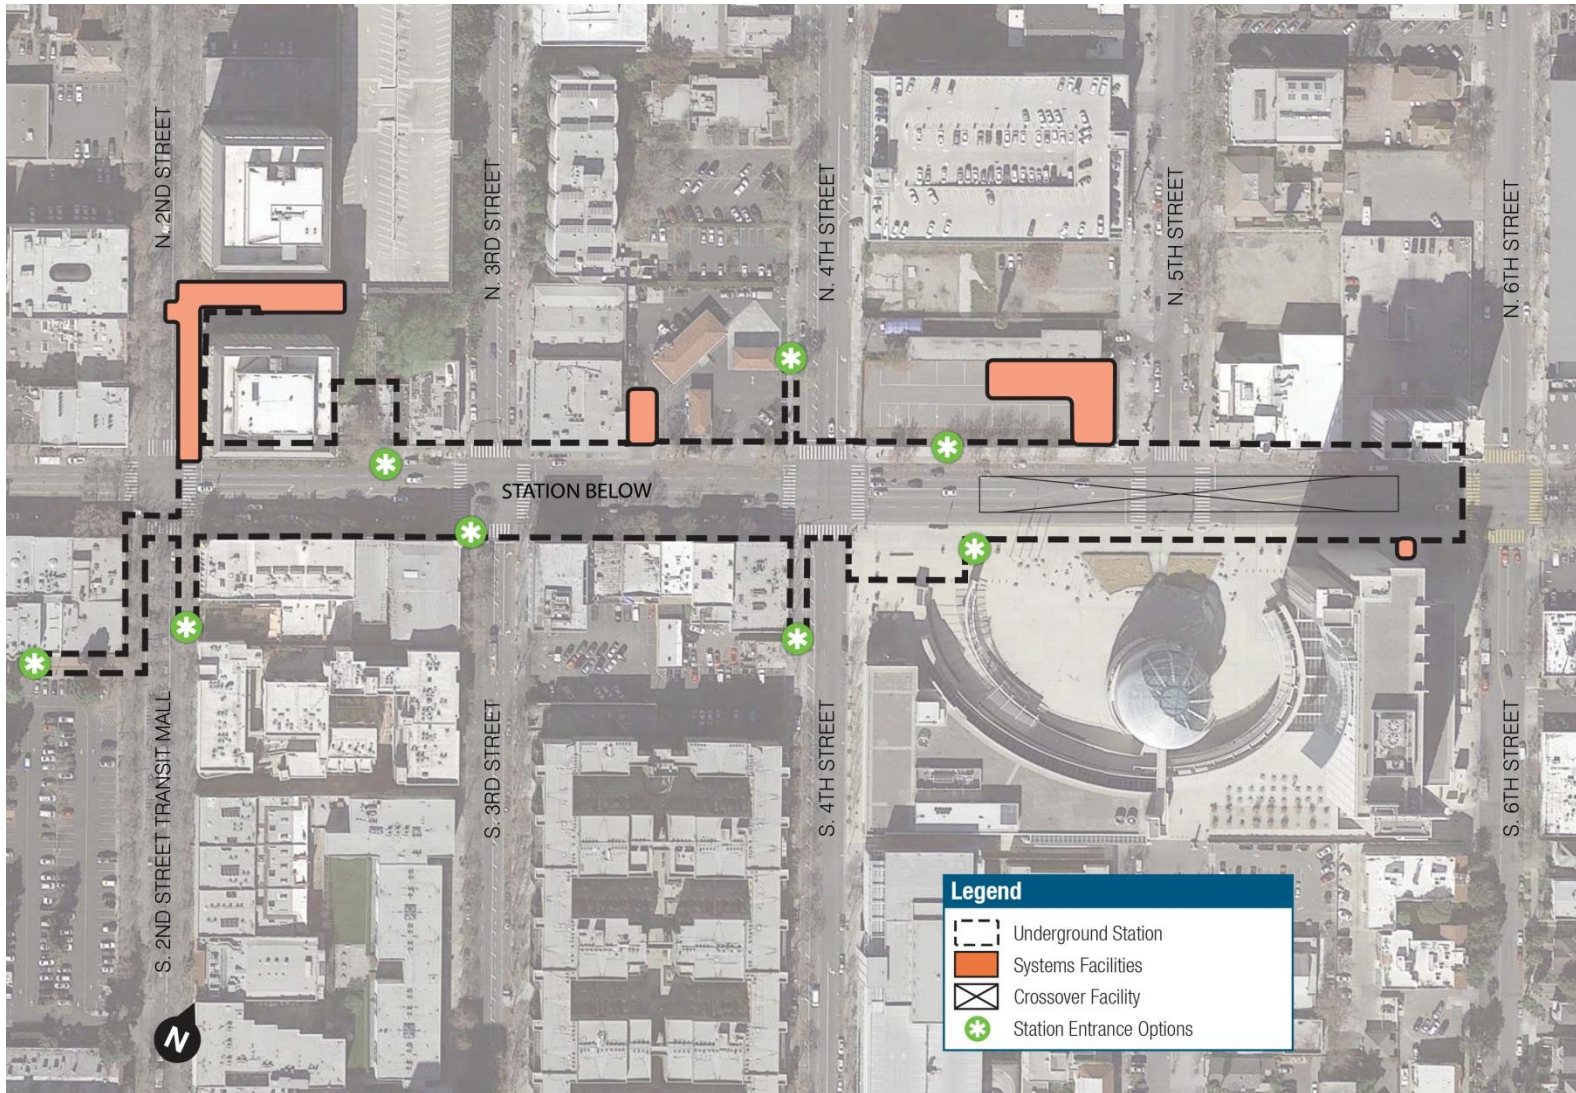 N. 2ND STREET
N. 3RD STREET
N. 4TH STREET
N. 5TH STREET
N. 6TH STREET
STATION BELOW
S. 2ND STREET TRANSIT MALL
S. 3RD STREET
S. 4TH STREET
S. 6TH STREET
N
Legend
Underground Station
Systems Facilities
Crossover Facility
Station Entrance Options